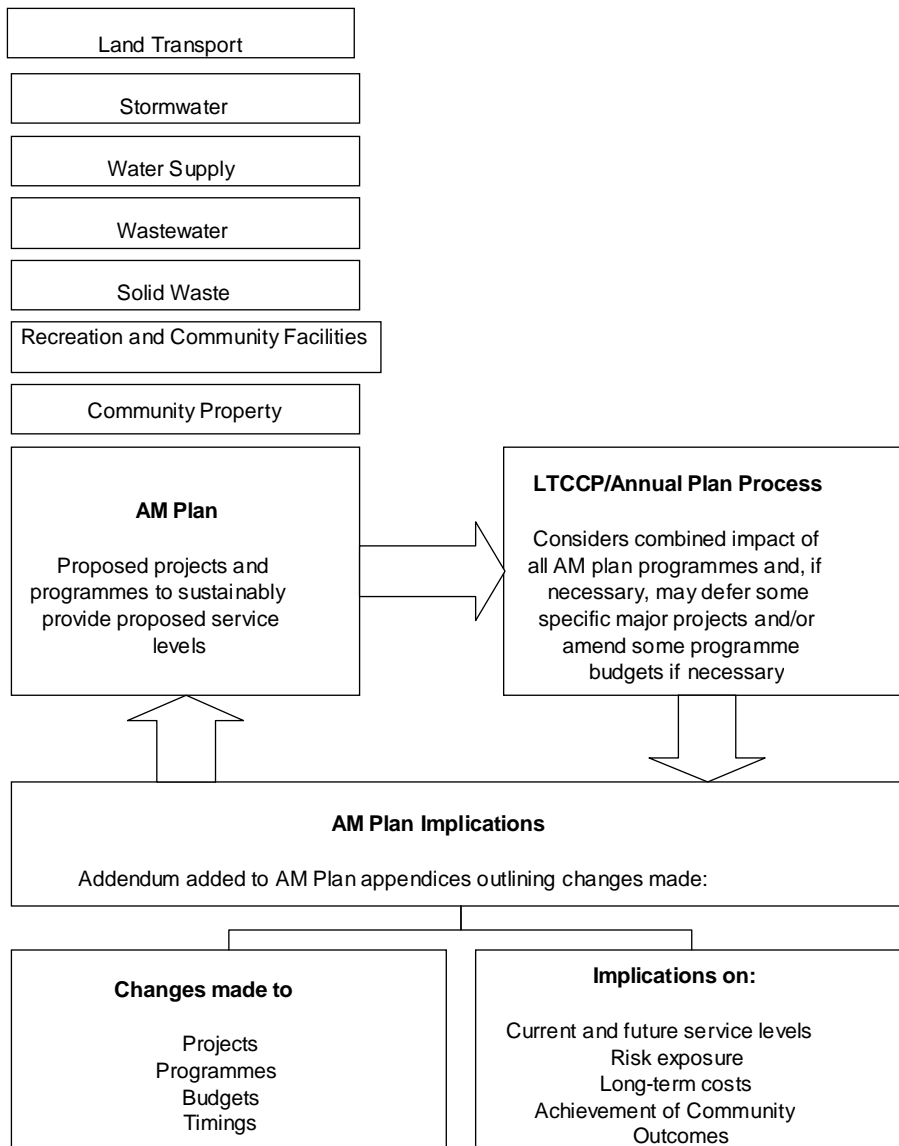 Land Transport
Stormwater
Water Supply
Wastewater
Solid Waste
Recreation and Community Facilities
Community Property
AM Plan
Proposed projects and
programmes to sustainably
provide proposed service
levels
LTCCP/Annual Plan Process
Considers combined impact of
all AM plan programmes and, if
necessary, may defer some
specific major projects and/or
amend some programme
budgets if necessary
AM Plan Implications
Addendum added to AM Plan appendices outlining changes made:
Changes made to
Projects
Programmes
Budgets
Timings
Implications on:
Current and future service levels
Risk exposure
Long-term costs
Achievement of Community
Outcomes